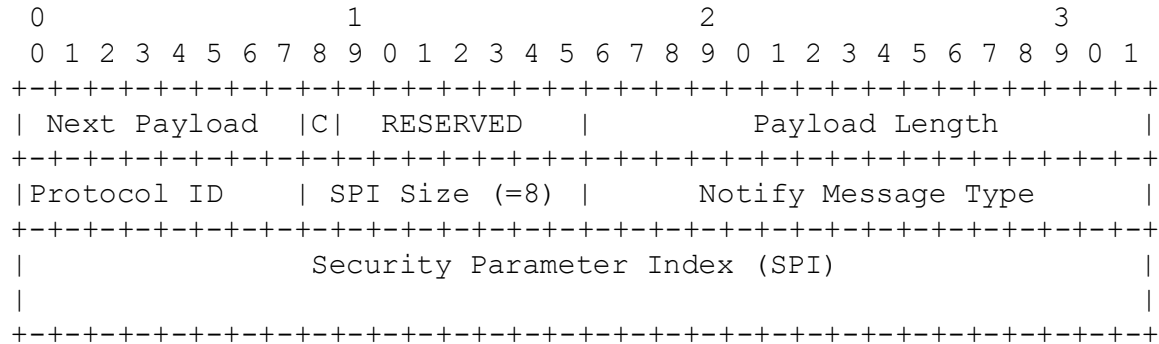 0                   1                   2                   3
 0 1 2 3 4 5 6 7 8 9 0 1 2 3 4 5 6 7 8 9 0 1 2 3 4 5 6 7 8 9 0 1
+-+-+-+-+-+-+-+-+-+-+-+-+-+-+-+-+-+-+-+-+-+-+-+-+-+-+-+-+-+-+-+-+
| Next Payload  |C|  RESERVED   |         Payload Length        |
+-+-+-+-+-+-+-+-+-+-+-+-+-+-+-+-+-+-+-+-+-+-+-+-+-+-+-+-+-+-+-+-+
|Protocol ID    | SPI Size (=8) |      Notify Message Type      |
+-+-+-+-+-+-+-+-+-+-+-+-+-+-+-+-+-+-+-+-+-+-+-+-+-+-+-+-+-+-+-+-+
|                Security Parameter Index (SPI)                 |
|                                                               |
+-+-+-+-+-+-+-+-+-+-+-+-+-+-+-+-+-+-+-+-+-+-+-+-+-+-+-+-+-+-+-+-+